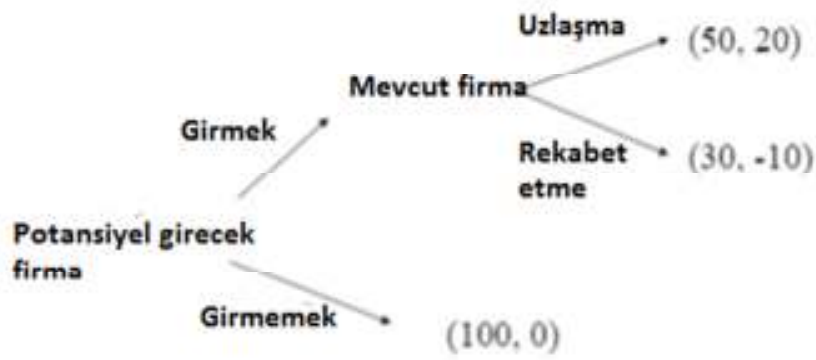 Uzlaşma
(50, 20)
Mevcut firma
Girmek
Rekabet
etme
(30, -10)
Potansiyel girecek
firma
Girmemek
(100, 0)